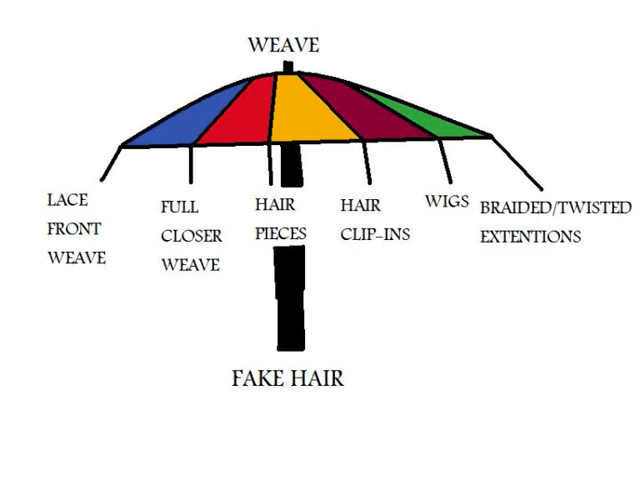 WEAVE
LACE
FRONT
WEAVE
FULL
CLOSER
WEAVE
HAIR
PIECES
HAIR
CLIP-INS
WIGS
BRAIDED/TWISTED
EXTENTIONS
FAKE HAIR